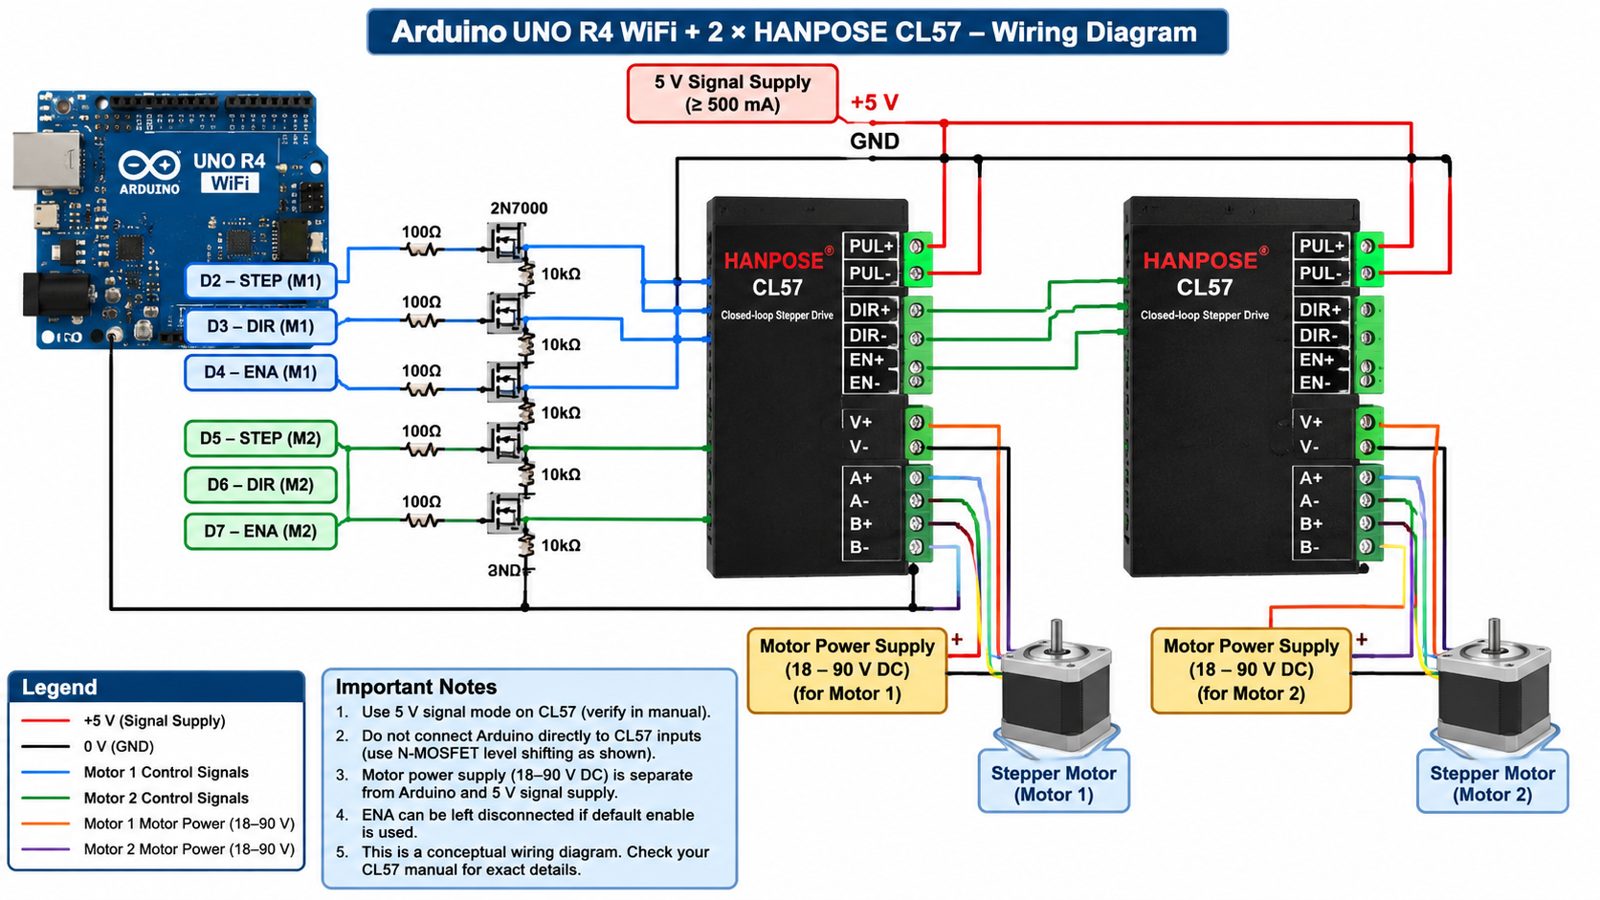 Arduino UNO R4 WiFi + 2 × HANPOSE CL57 – Wiring Diagram
5 V Signal Supply
(≥ 500 mA)
+5 V
GND
UNO R4
WiFi
ARDUINO
D2 – STEP (M1)
D3 – DIR (M1)
D4 – ENA (M1)
D5 – STEP (M2)
D6 – DIR (M2)
D7 – ENA (M2)
100Ω
100Ω
100Ω
100Ω
100Ω
2N7000
10kΩ
10kΩ
10kΩ
10kΩ
10kΩ
HANPOSE®
CL57
Closed-loop Stepper Drive
PUL+
PUL-
DIR+
DIR-
EN+
EN-
V+
V-
A+
A-
B+
B-
HANPOSE®
CL57
Closed-loop Stepper Drive
PUL+
PUL-
DIR+
DIR-
EN+
EN-
V+
V-
A+
A-
B+
B-
Motor Power Supply
(18 – 90 V DC)
(for Motor 1)
+
Motor Power Supply
(18 – 90 V DC)
(for Motor 2)
+
Stepper Motor
(Motor 1)
Stepper Motor
(Motor 2)
Legend
+5 V (Signal Supply)
0 V (GND)
Motor 1 Control Signals
Motor 2 Control Signals
Motor 1 Motor Power (18–90 V)
Motor 2 Motor Power (18–90 V)
Important Notes
1. Use 5 V signal mode on CL57 (verify in manual).
2. Do not connect Arduino directly to CL57 inputs
(use N-MOSFET level shifting as shown).
3. Motor power supply (18–90 V DC) is separate
from Arduino and 5 V signal supply.
4. ENA can be left disconnected if default enable
is used.
5. This is a conceptual wiring diagram. Check your
CL57 manual for exact details.